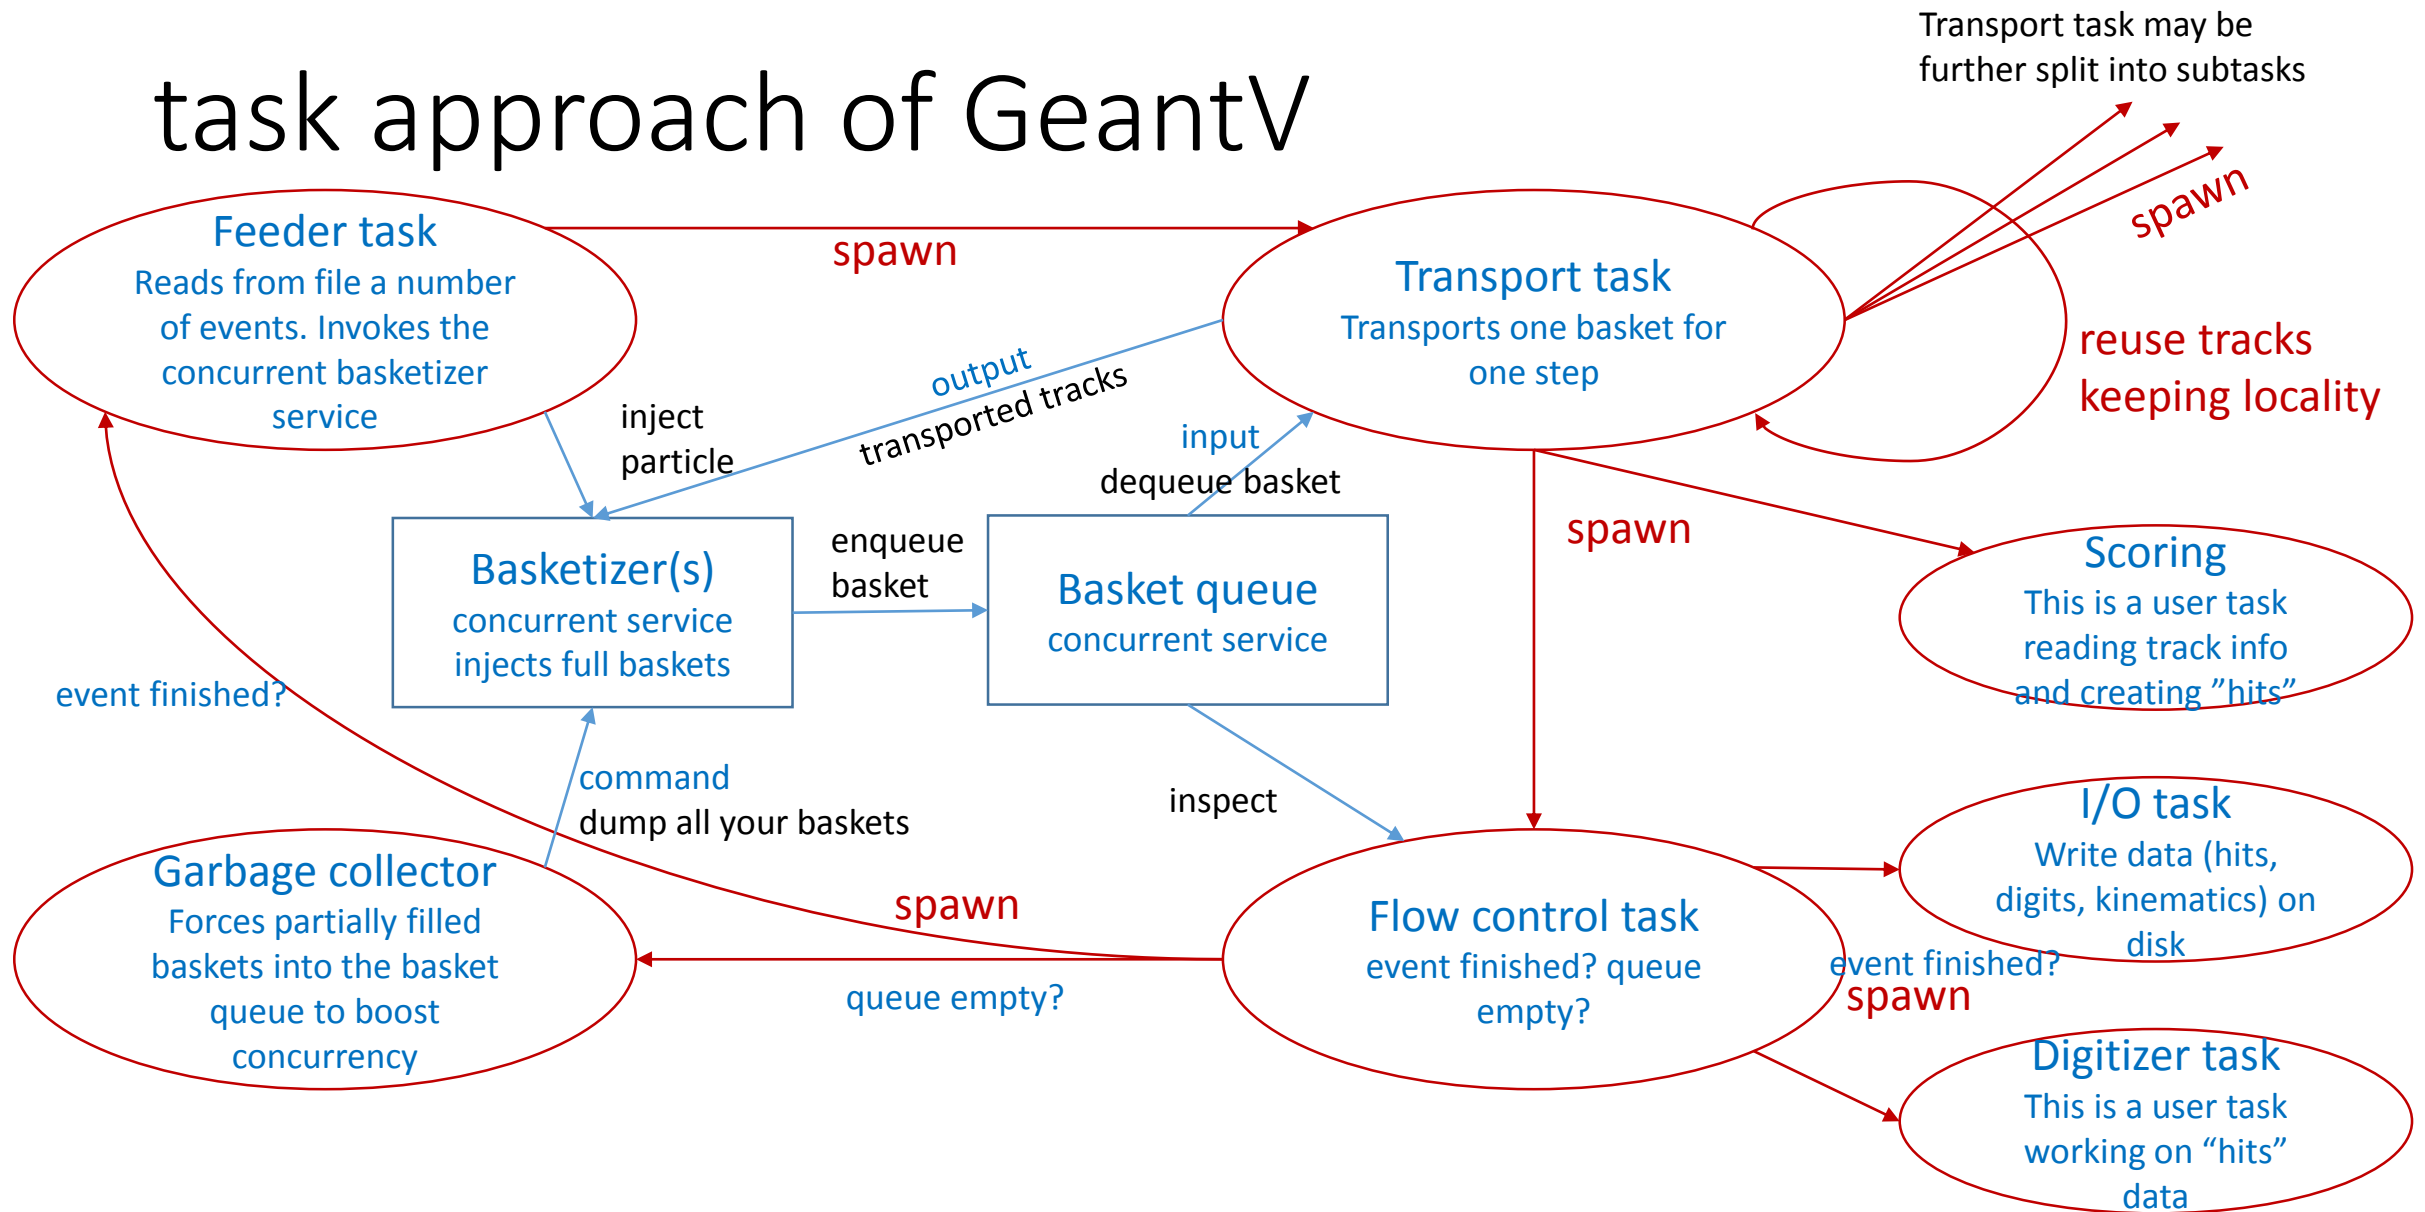 Transport task may be
further split into subtasks
task approach of GeantV
spawn
Feeder task
Reads from file a number
of events. Invokes the
concurrent basketizer
service
spawn
Transport task
Transports one basket for
one step
reuse tracks
keeping locality
output
transported tracks
inject
particle
input
dequeue basket
spawn
Basketizer(s)
concurrent service
injects full baskets
enqueue
basket
Basket queue
concurrent service
Scoring
This is a user task
reading track info
and creating ”hits”
event finished?
command
dump all your baskets
inspect
I/O task
Write data (hits,
digits, kinematics) on
disk
Garbage collector
Forces partially filled
baskets into the basket
queue to boost
concurrency
spawn
queue empty?
Flow control task
event finished? queue
empty?
event finished?
spawn
Digitizer task
This is a user task
working on “hits”
data